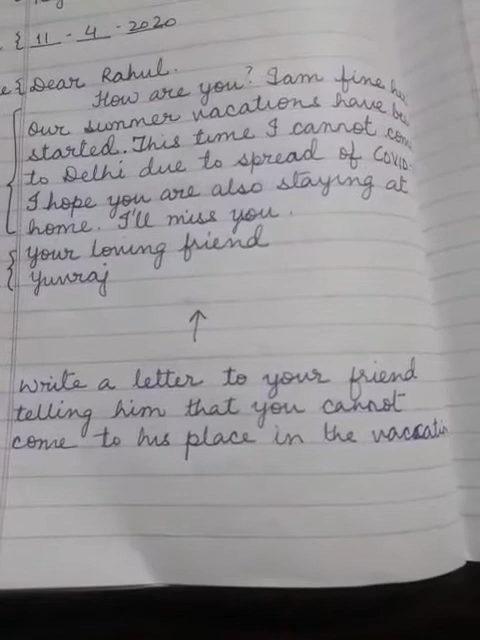 { 11 - 4 - 2020
{ Dear Rahul.
How are you? I am fine
Our summer vacations have
started. This time I cannot
to Delhi due to spread of COVID
I hope you are also staying at
home. I'll miss you.
your loving friend
Yuvraj
↑
Write a letter to your friend
telling him that you cannot
come to his place in the